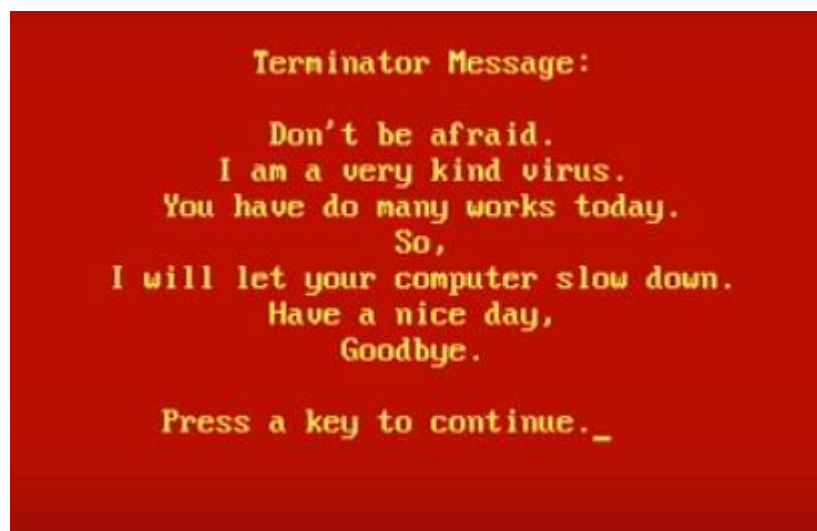 Terminator Message:
Don't be afraid.
I am a very kind virus.
You have do many works today.
So,
I will let your computer slow down.
Have a nice day,
Goodbye.
Press a key to continue._